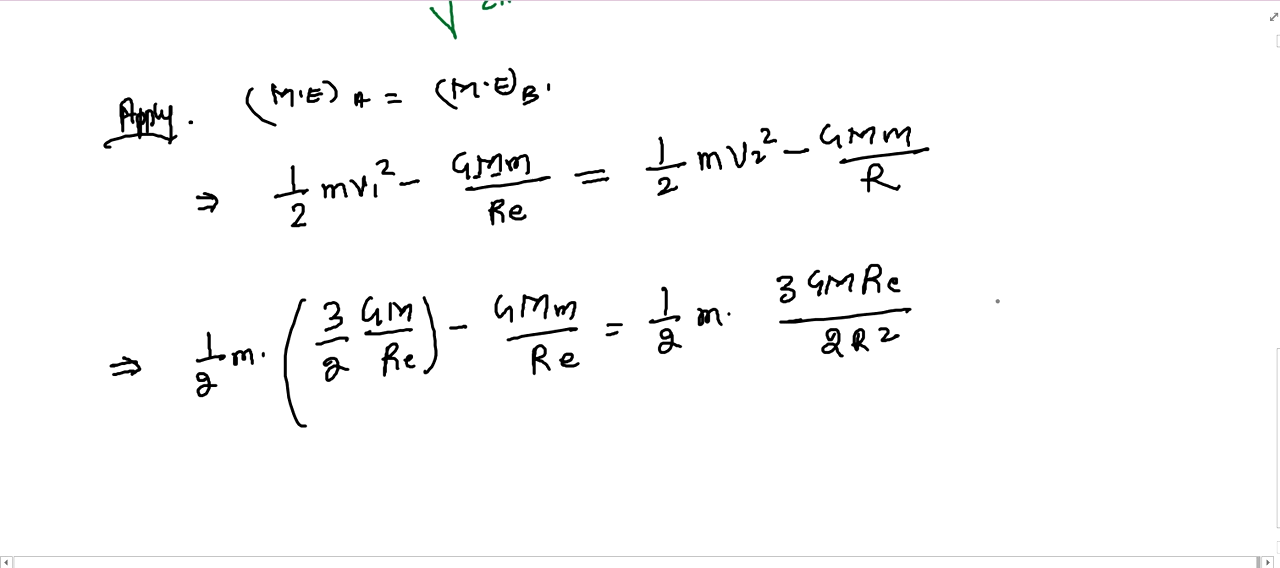 Apply. (M.E) A = (M.E) B.
⇒ 1/2 mv₁² - GMm/Re = 1/2 mv₂² - GMm/R
⇒ 1/2 m. (3/2 GM/Re) - GMm/Re = 1/2 m. 3GMRe/2R²